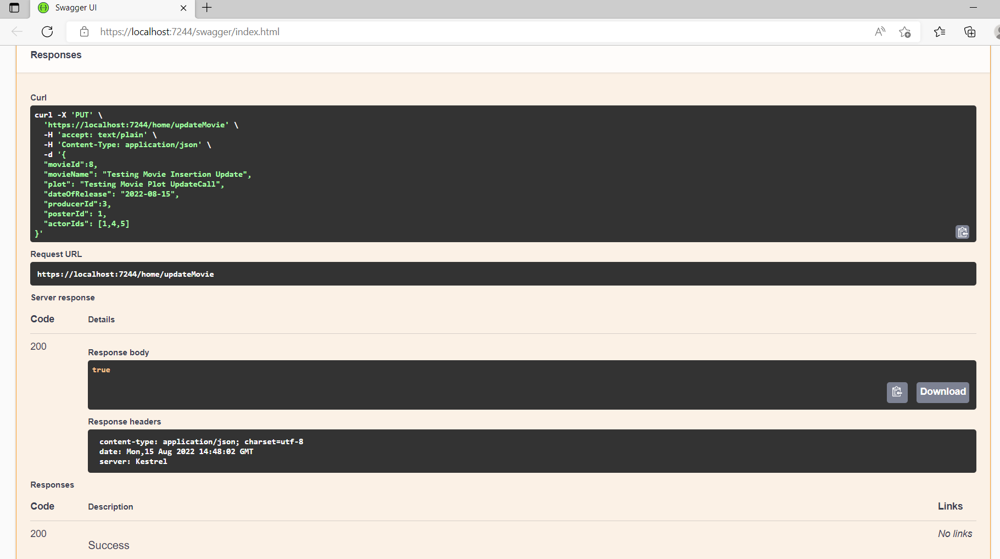 Swagger UI
https://localhost:7244/swagger/index.html
Responses
Curl
curl -X 'PUT' \
'https://localhost:7244/home/updateMovie' \
-H 'accept: text/plain' \
-H 'Content-Type: application/json' \
-d '{
"movieId":8,
"movieName": "Testing Movie Insertion Update",
"plot": "Testing Movie Plot UpdateCall",
"dateOfRelease": "2022-08-15",
"producerId":3,
"posterId": 1,
"actorIds": [1,4,5]
}'
Request URL
https://localhost:7244/home/updateMovie
Server response
Code Details
200
Response body
true
Download
Response headers
content-type: application/json; charset=utf-8
date: Mon,15 Aug 2022 14:48:02 GMT
server: Kestrel
Responses
Code Description Links
200 No links
Success